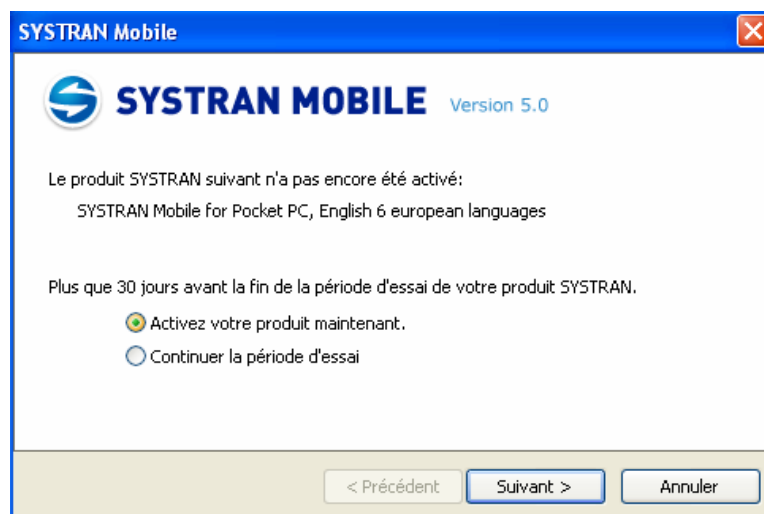 SYSTRAN Mobile
SYSTRAN MOBILE Version 5.0
Le produit SYSTRAN suivant n'a pas encore été activé:
SYSTRAN Mobile for Pocket PC, English 6 european languages
Plus que 30 jours avant la fin de la période d'essai de votre produit SYSTRAN.
Activez votre produit maintenant.
Continuer la période d'essai
< Précédent Suivant > Annuler